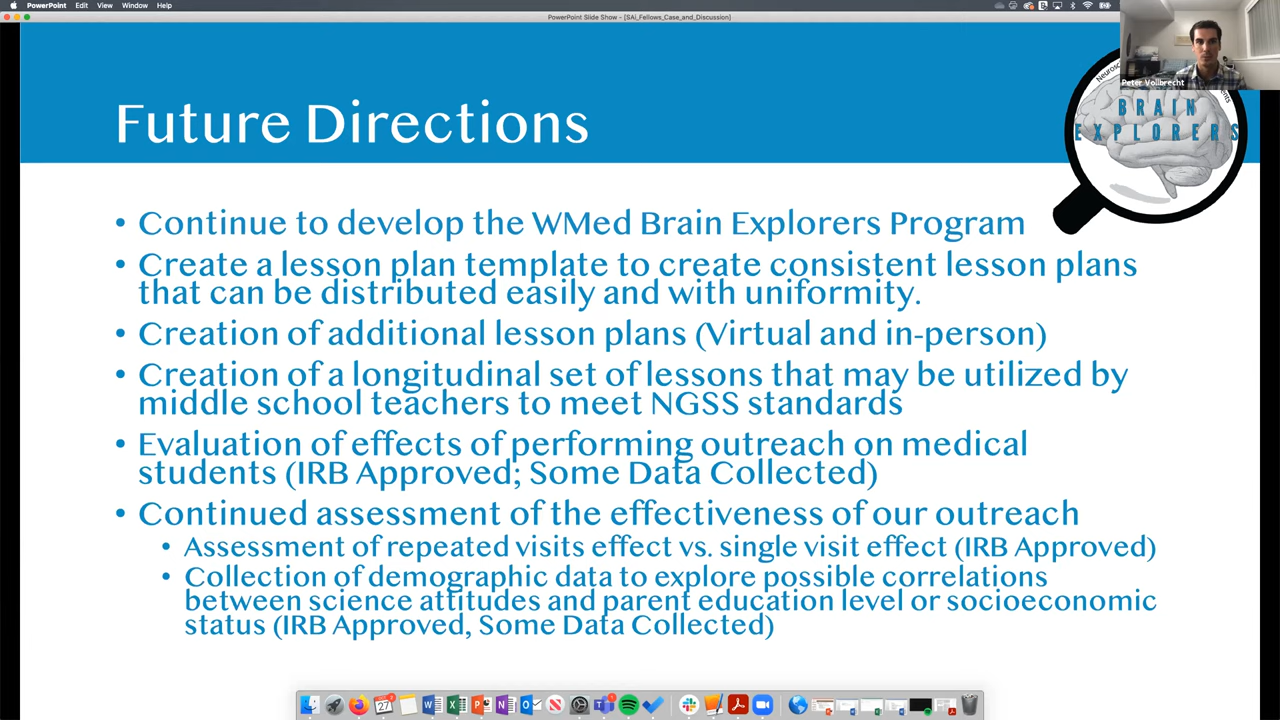 PowerPoint Edit View Window Help
PowerPoint Slide Show - [SAi_Fellows_Case_and_Discussion]
Peter Vollbrecht
BRAIN
EXPLORERS
Future Directions
• Continue to develop the WMed Brain Explorers Program
• Create a lesson plan template to create consistent lesson plans
that can be distributed easily and with uniformity.
• Creation of additional lesson plans (Virtual and in-person)
• Creation of a longitudinal set of lessons that may be utilized by
middle school teachers to meet NGSS standards
• Evaluation of effects of performing outreach on medical
students (IRB Approved; Some Data Collected)
• Continued assessment of the effectiveness of our outreach
• Assessment of repeated visits effect vs. single visit effect (IRB Approved)
• Collection of demographic data to explore possible correlations
between science attitudes and parent education level or socioeconomic
status (IRB Approved, Some Data Collected)
27